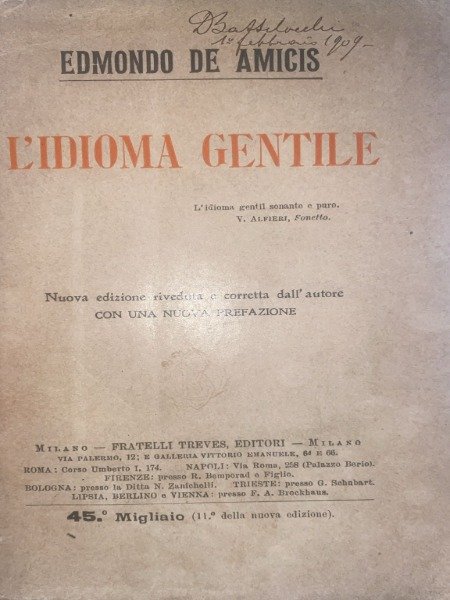 1º febbraio 1909 -
EDMONDO DE AMICIS
L'IDIOMA GENTILE
L'idioma gentil sonante e puro.
V. ALFIERI, Sonetto.
Nuova edizione riveduta e corretta dall'autore
CON UNA NUOVA PREFAZIONE
MILANO — FRATELLI TREVES, EDITORI — MILANO
VIA PALERMO, 12; E GALLERIA VITTORIO EMANUELE, 64 E 66.
ROMA: Corso Umberto I, 174. NAPOLI: Via Roma, 258 (Palazzo Berio).
FIRENZE: presso R. Bemporad e Figlio.
BOLOGNA: presso la Ditta N. Zanichelli. TRIESTE: presso G. Schubart.
LIPSIA, BERLINO e VIENNA: presso F. A. Brockhaus.
45.º Migliaio (11.º della nuova edizione).